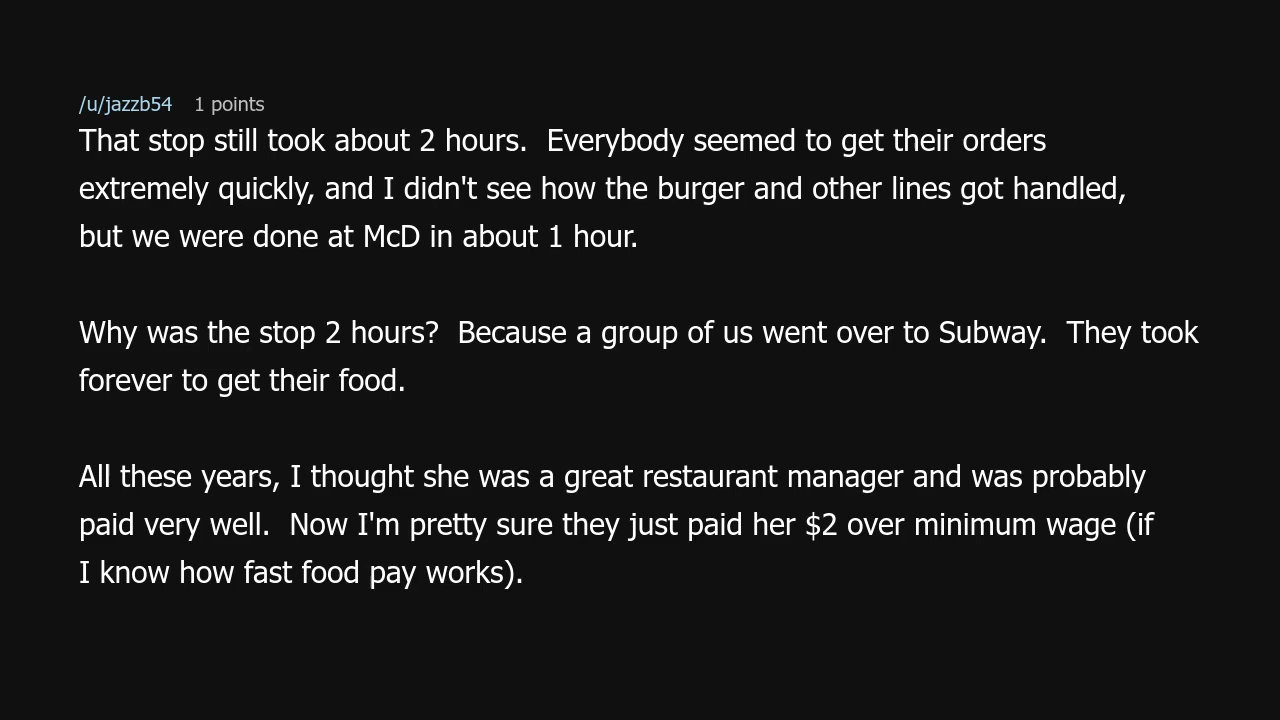 /u/jazzb54 1 points
That stop still took about 2 hours.  Everybody seemed to get their orders
extremely quickly, and I didn't see how the burger and other lines got handled,
but we were done at McD in about 1 hour.
Why was the stop 2 hours?  Because a group of us went over to Subway.  They took
forever to get their food.
All these years, I thought she was a great restaurant manager and was probably
paid very well.  Now I'm pretty sure they just paid her $2 over minimum wage (if
I know how fast food pay works).